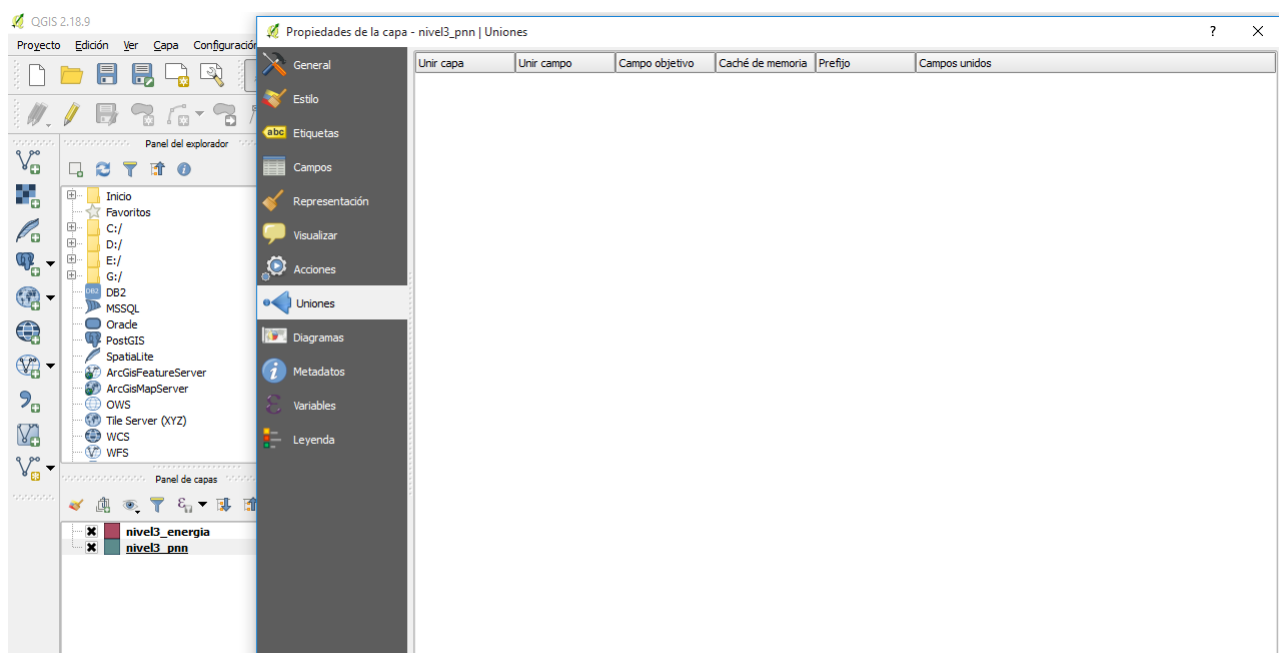 QGIS 2.18.9
Proyecto Edición Ver Capa Configuració
Panel del explorador
Inicio
Favoritos
C:/
D:/
E:/
G:/
DB2 DB2
MSSQL
Oracle
PostGIS
SpatiaLite
ArcGisFeatureServer
ArcGisMapServer
OWS
Tile Server (XYZ)
WCS
WFS
Panel de capas
nivel3_energia
nivel3_pnn
Propiedades de la capa - nivel3_pnn | Uniones ?
General
Estilo
abc Etiquetas
Campos
Representación
Visualizar
Acciones
Uniones
Diagramas
Metadatos
Variables
Leyenda
Unir capa Unir campo Campo objetivo Caché de memoria Prefijo Campos unidos